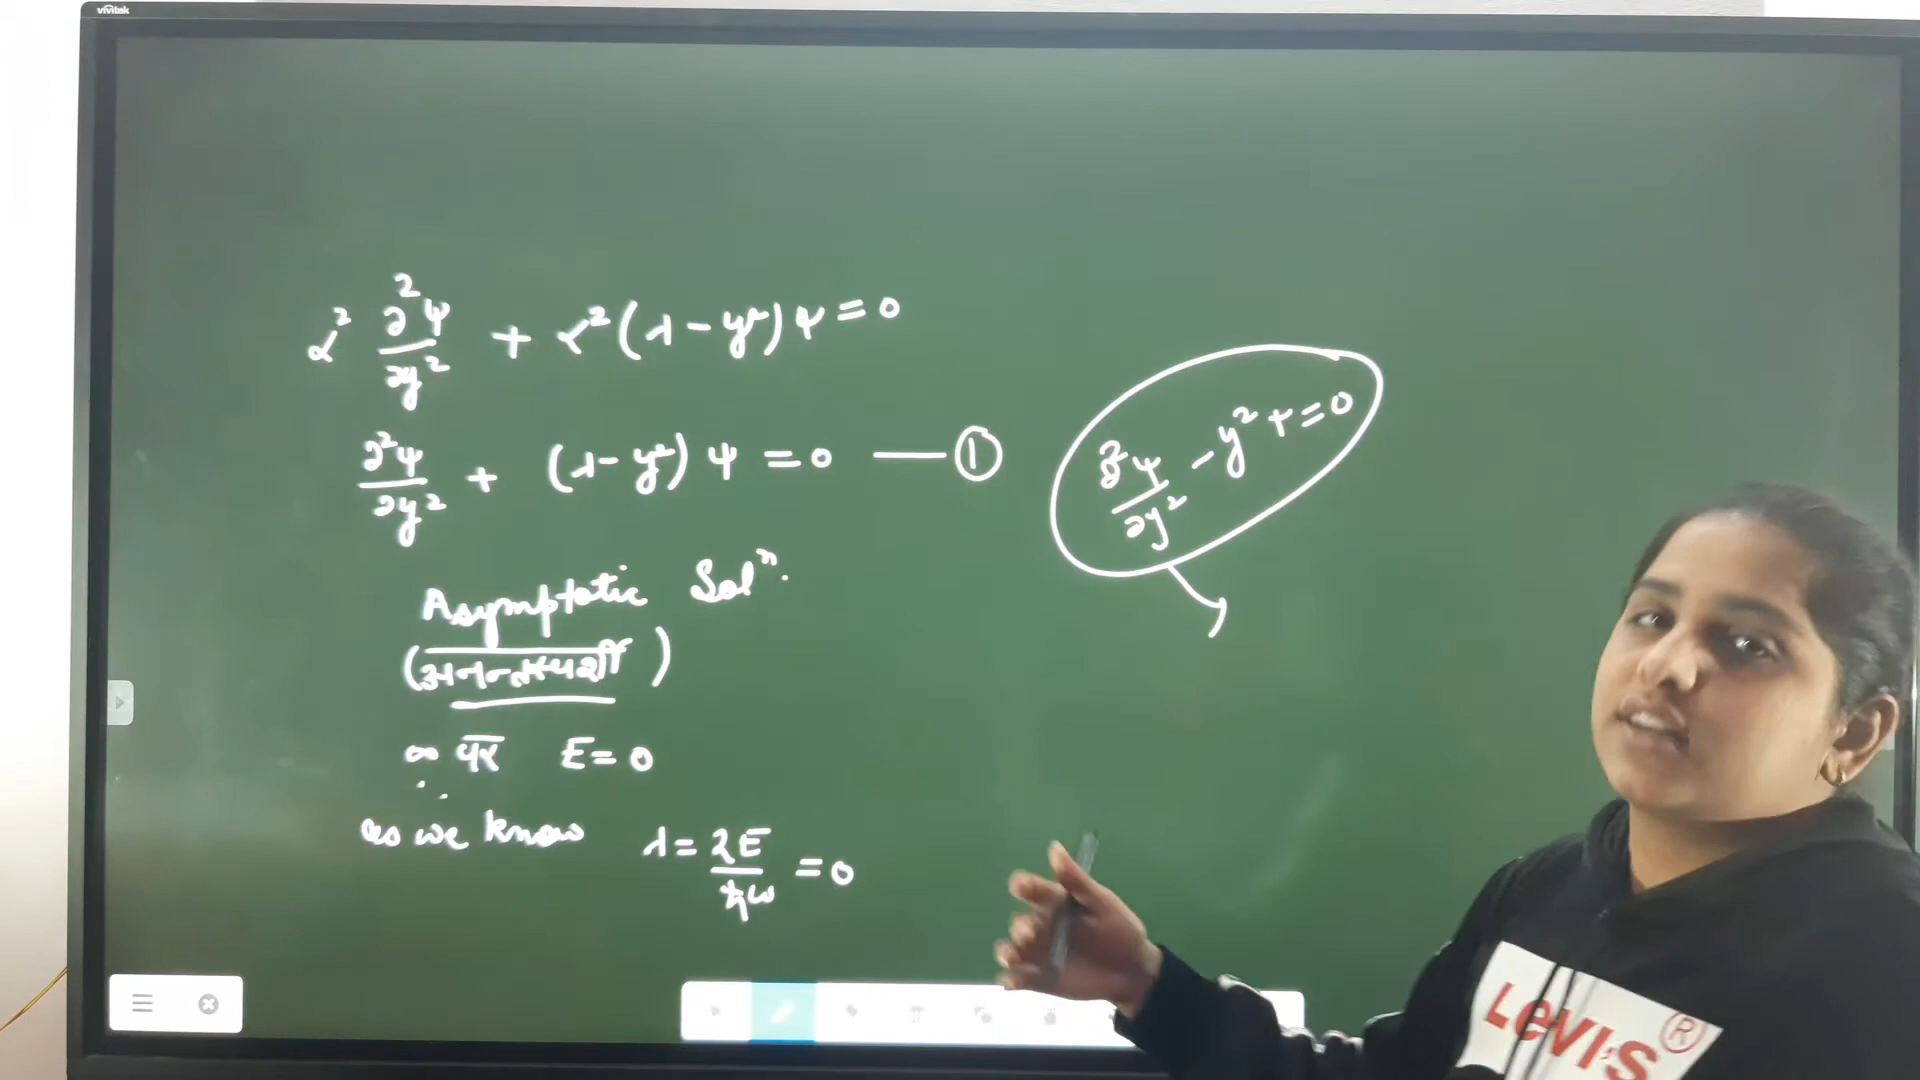 vivitek
α² ∂²ψ/∂y² + α²(λ-y²)ψ=0
∂²ψ/∂y² + (λ-y²)ψ=0 — ①
∂²ψ/∂y² - y²ψ=0
Asymptotic Solⁿ.
∞ पर E=0
as we know λ=2E/ħω=0
LEVI'S ®